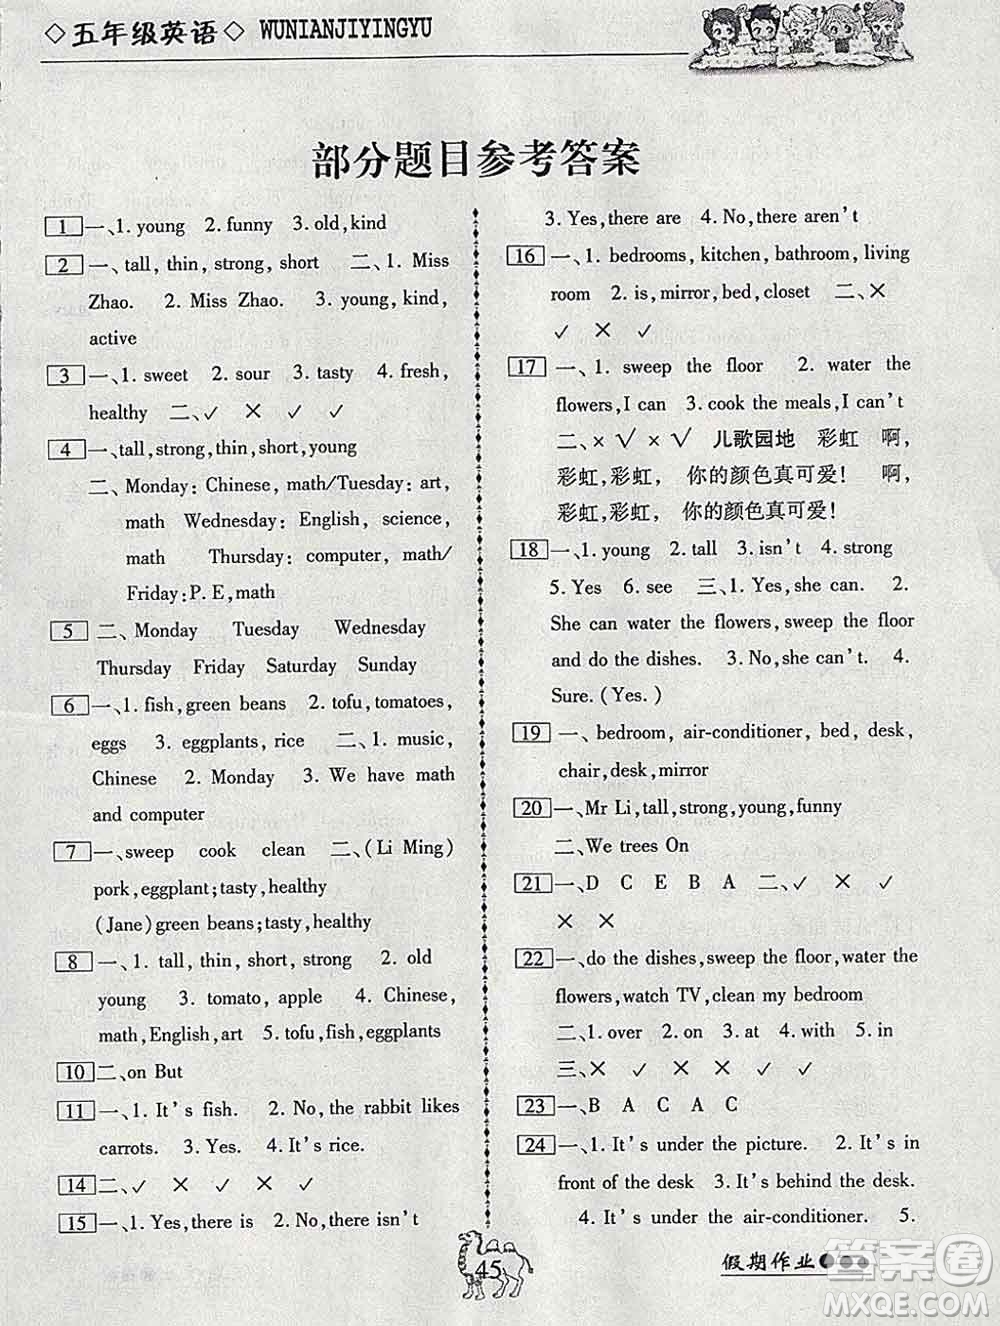 ◇五年级英语◇ WUNIANJIYINGYU
部分题目参考答案
1 一、1. young 2. funny 3. old, kind
2 一、tall, thin, strong, short 二、1. Miss
Zhao. 2. Miss Zhao. 3. young, kind,
active
3 一、1. sweet 2. sour 3. tasty 4. fresh,
healthy 二、✓ ✕ ✓ ✓
4 一、tall, strong, thin, short, young
二、Monday: Chinese, math/Tuesday: art,
math Wednesday: English, science,
math Thursday: computer, math/
Friday: P. E, math
5 二、Monday Tuesday Wednesday
Thursday Friday Saturday Sunday
6 一、1. fish, green beans 2. tofu, tomatoes,
eggs 3. eggplants, rice 二、1. music,
Chinese 2. Monday 3. We have math
and computer
7 一、sweep cook clean 二、(Li Ming)
pork, eggplant; tasty, healthy
(Jane) green beans; tasty, healthy
8 一、1. tall, thin, short, strong 2. old
young 3. tomato, apple 4. Chinese,
math, English, art 5. tofu, fish, eggplants
10 二、on But
11 一、1. It's fish. 2. No, the rabbit likes
carrots. 3. Yes. 4. It's rice.
14 二、✓ ✕ ✓ ✕ ✓
15 一、1. Yes, there is 2. No, there isn't
3. Yes, there are 4. No, there aren't
16 一、1. bedrooms, kitchen, bathroom, living
room 2. is, mirror, bed, closet 二、✕
✓ ✕ ✓
17 一、1. sweep the floor 2. water the
flowers, I can 3. cook the meals, I can't
二、× √ × √ 儿歌园地 彩虹 啊,
彩虹,彩虹, 你的颜色真可爱! 啊,
彩虹,彩虹, 你的颜色真可爱!
18 一、1. young 2. tall 3. isn't 4. strong
5. Yes 6. see 三、1. Yes, she can. 2.
She can water the flowers, sweep the floor
and do the dishes. 3. No, she can't. 4.
Sure. (Yes.)
19 一、bedroom, air-conditioner, bed, desk,
chair, desk, mirror
20 一、Mr Li, tall, strong, young, funny
二、We trees On
21 一、D C E B A 二、✓ ✕ ✓
✕ ✕
22 一、do the dishes, sweep the floor, water the
flowers, watch TV, clean my bedroom
二、1. over 2. on 3. at 4. with 5. in
三、✕ ✕ ✕ ✓ ✓
23 一、B A C A C
24 一、1. It's under the picture. 2. It's in
front of the desk 3. It's behind the desk.
4. It's under the air-conditioner. 5.
45
假期作业
答案圈
MXQE.COM